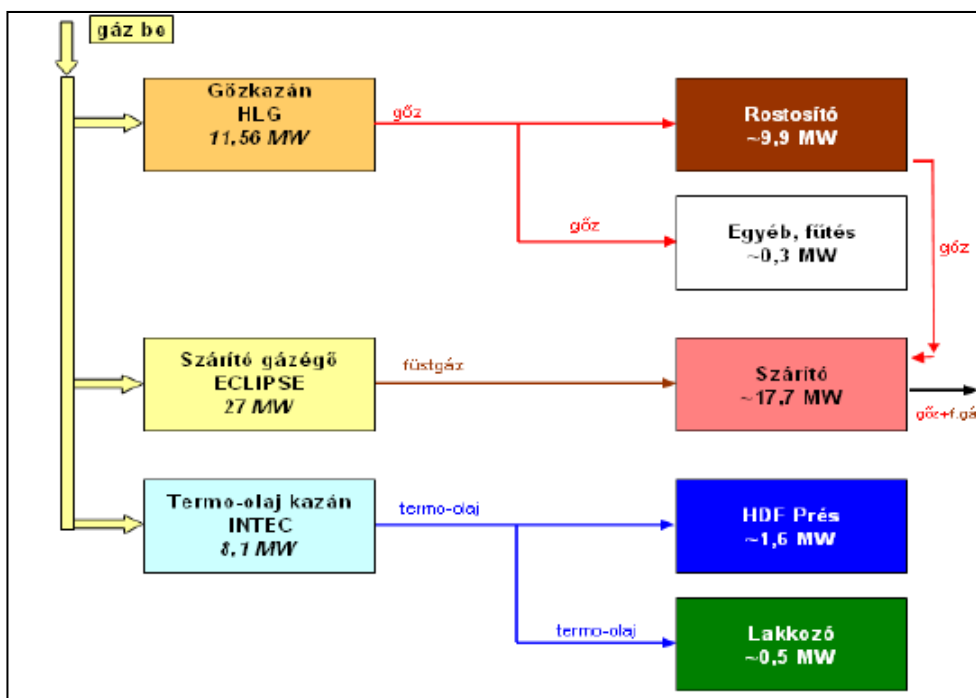 gáz be
Gőzkazán
HLG
11,56 MW
gőz
Rostosító
~9,9 MW
gőz
Egyéb, fűtés
~0,3 MW
gőz
Szárító gázégő
ECLIPSE
27 MW
füstgáz
Szárító
~17,7 MW
gőz+f.gá
Termo-olaj kazán
INTEC
8,1 MW
termo-olaj
HDF Prés
~1,6 MW
termo-olaj
Lakkozó
~0,5 MW